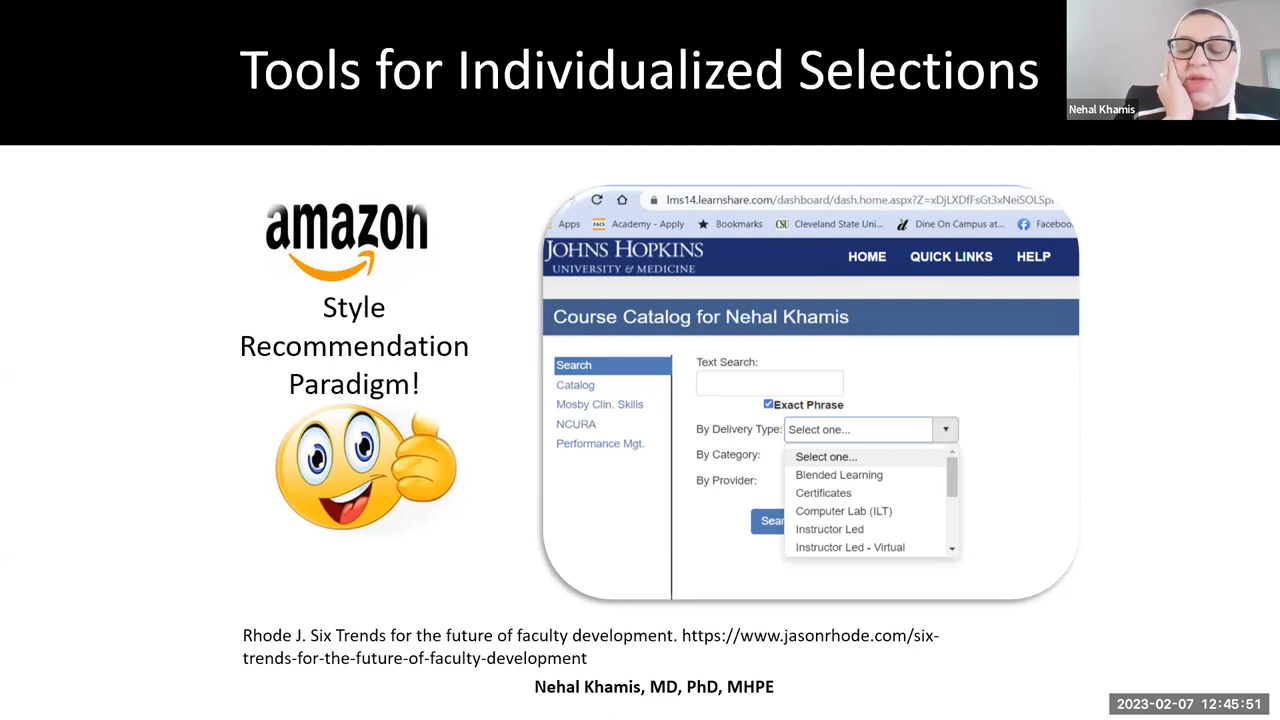 Tools for Individualized Selections
Nehal Khamis
amazon
Style
Recommendation
Paradigm!
lms14.learnshare.com/dashboard/dash.home.aspx?Z=xDjLXDfFsGt3xNeiSOLSp
Apps
FACS
Academy - Apply
Bookmarks
CSU
Cleveland State Uni...
Dine On Campus at...
Faceboo
JOHNS HOPKINS
UNIVERSITY & MEDICINE
HOME
QUICK LINKS
HELP
Course Catalog for Nehal Khamis
Search
Catalog
Mosby Clin. Skills
NCURA
Performance Mgt.
Text Search:
Exact Phrase
By Delivery Type: Select one...
By Category:
By Provider:
Sear
Select one...
Blended Learning
Certificates
Computer Lab (ILT)
Instructor Led
Instructor Led - Virtual
Rhode J. Six Trends for the future of faculty development. https://www.jasonrhode.com/six-
trends-for-the-future-of-faculty-development
Nehal Khamis, MD, PhD, MHPE
2023-02-07 12:45:51